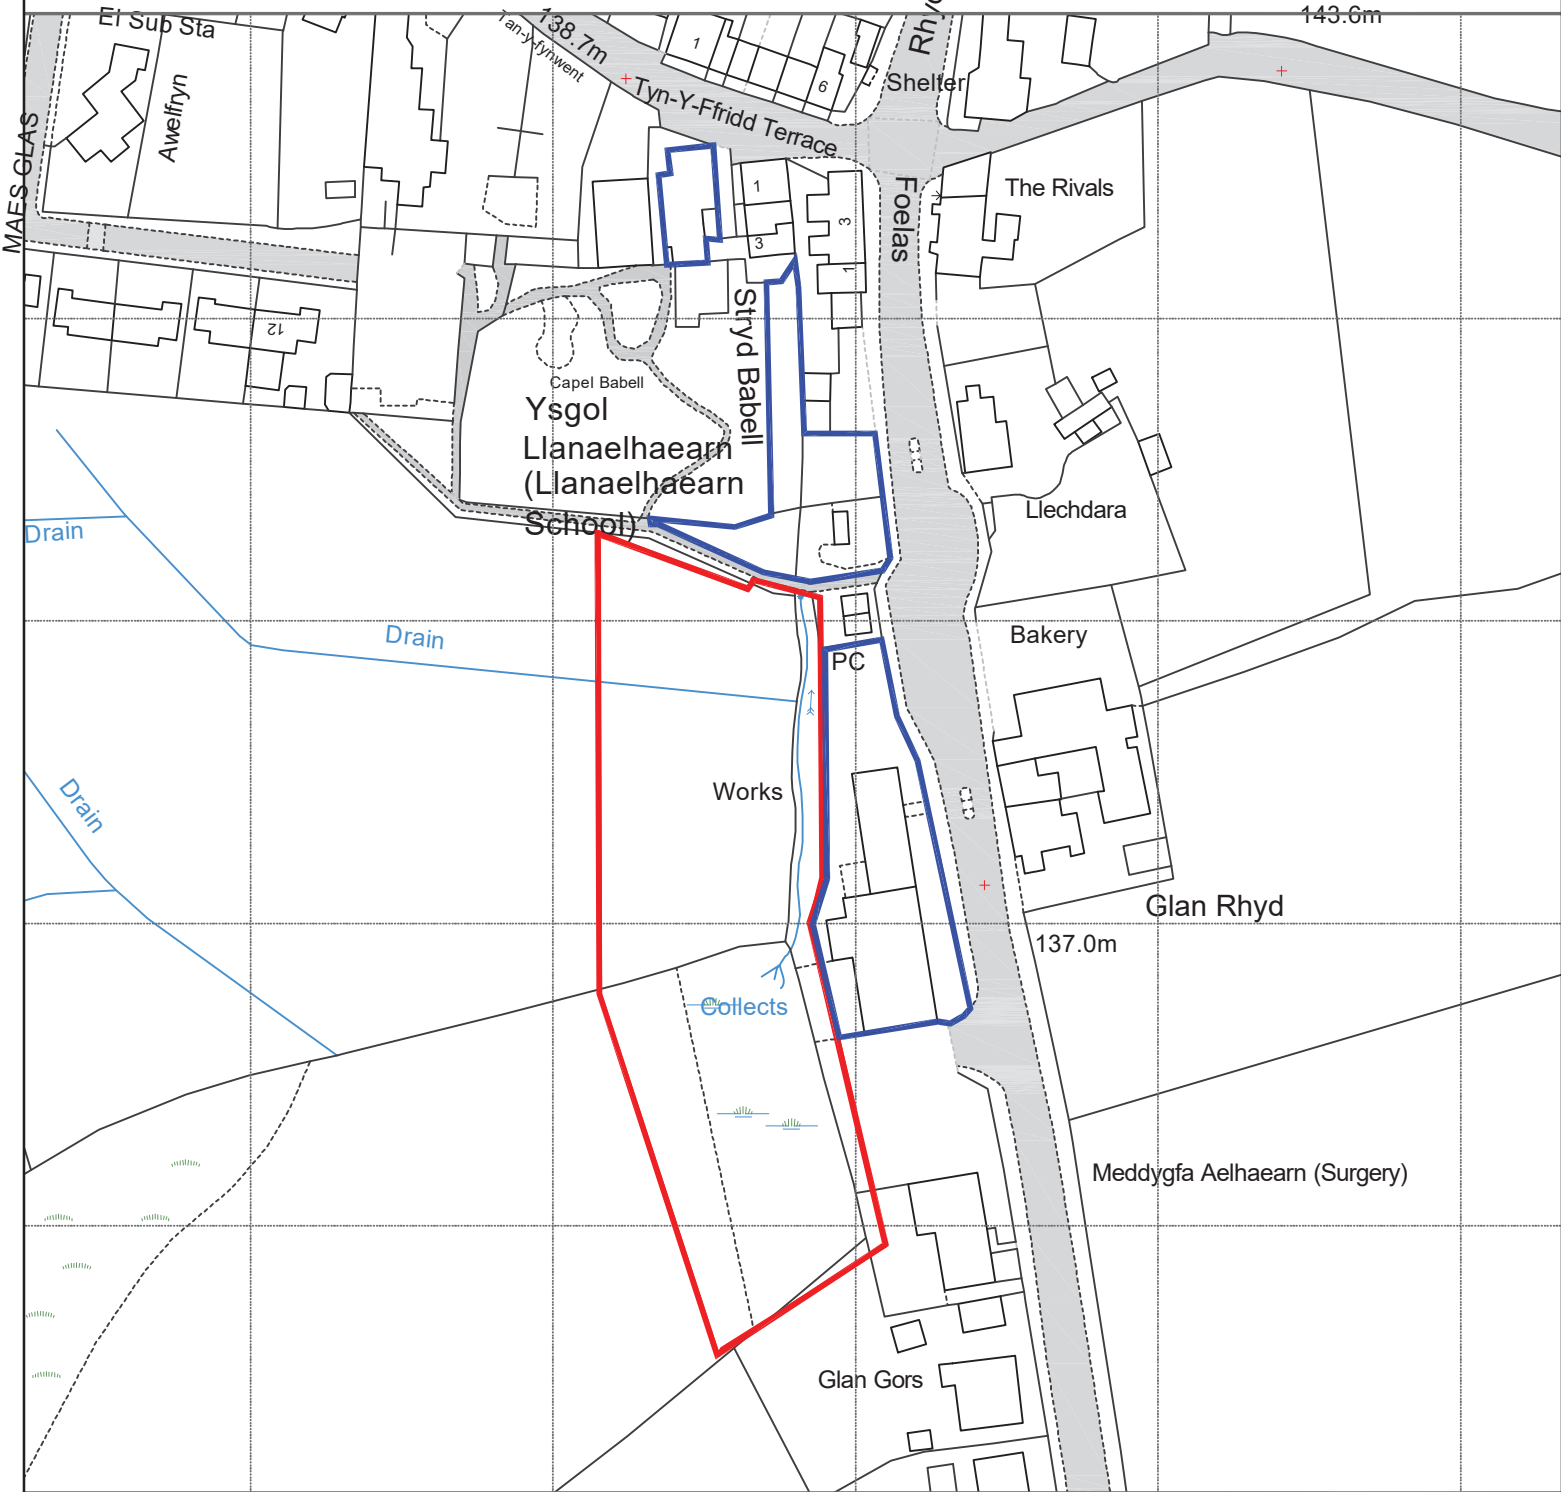 El Sub Sta
138.7m
Tan-y-fynwent
143.6m
Rhyd
Shelter
1
6
Tyn-Y-Ffridd Terrace
Awelfryn
MAES GLAS
The Rivals
Foelas
1
3
3
1
12
Stryd Babell
Capel Babell
Ysgol
Llanaelhaearn
(Llanaelhaearn
School)
Llechdara
Drain
Drain
Bakery
PC
Works
Drain
Glan Rhyd
137.0m
Collects
Meddygfa Aelhaearn (Surgery)
Glan Gors